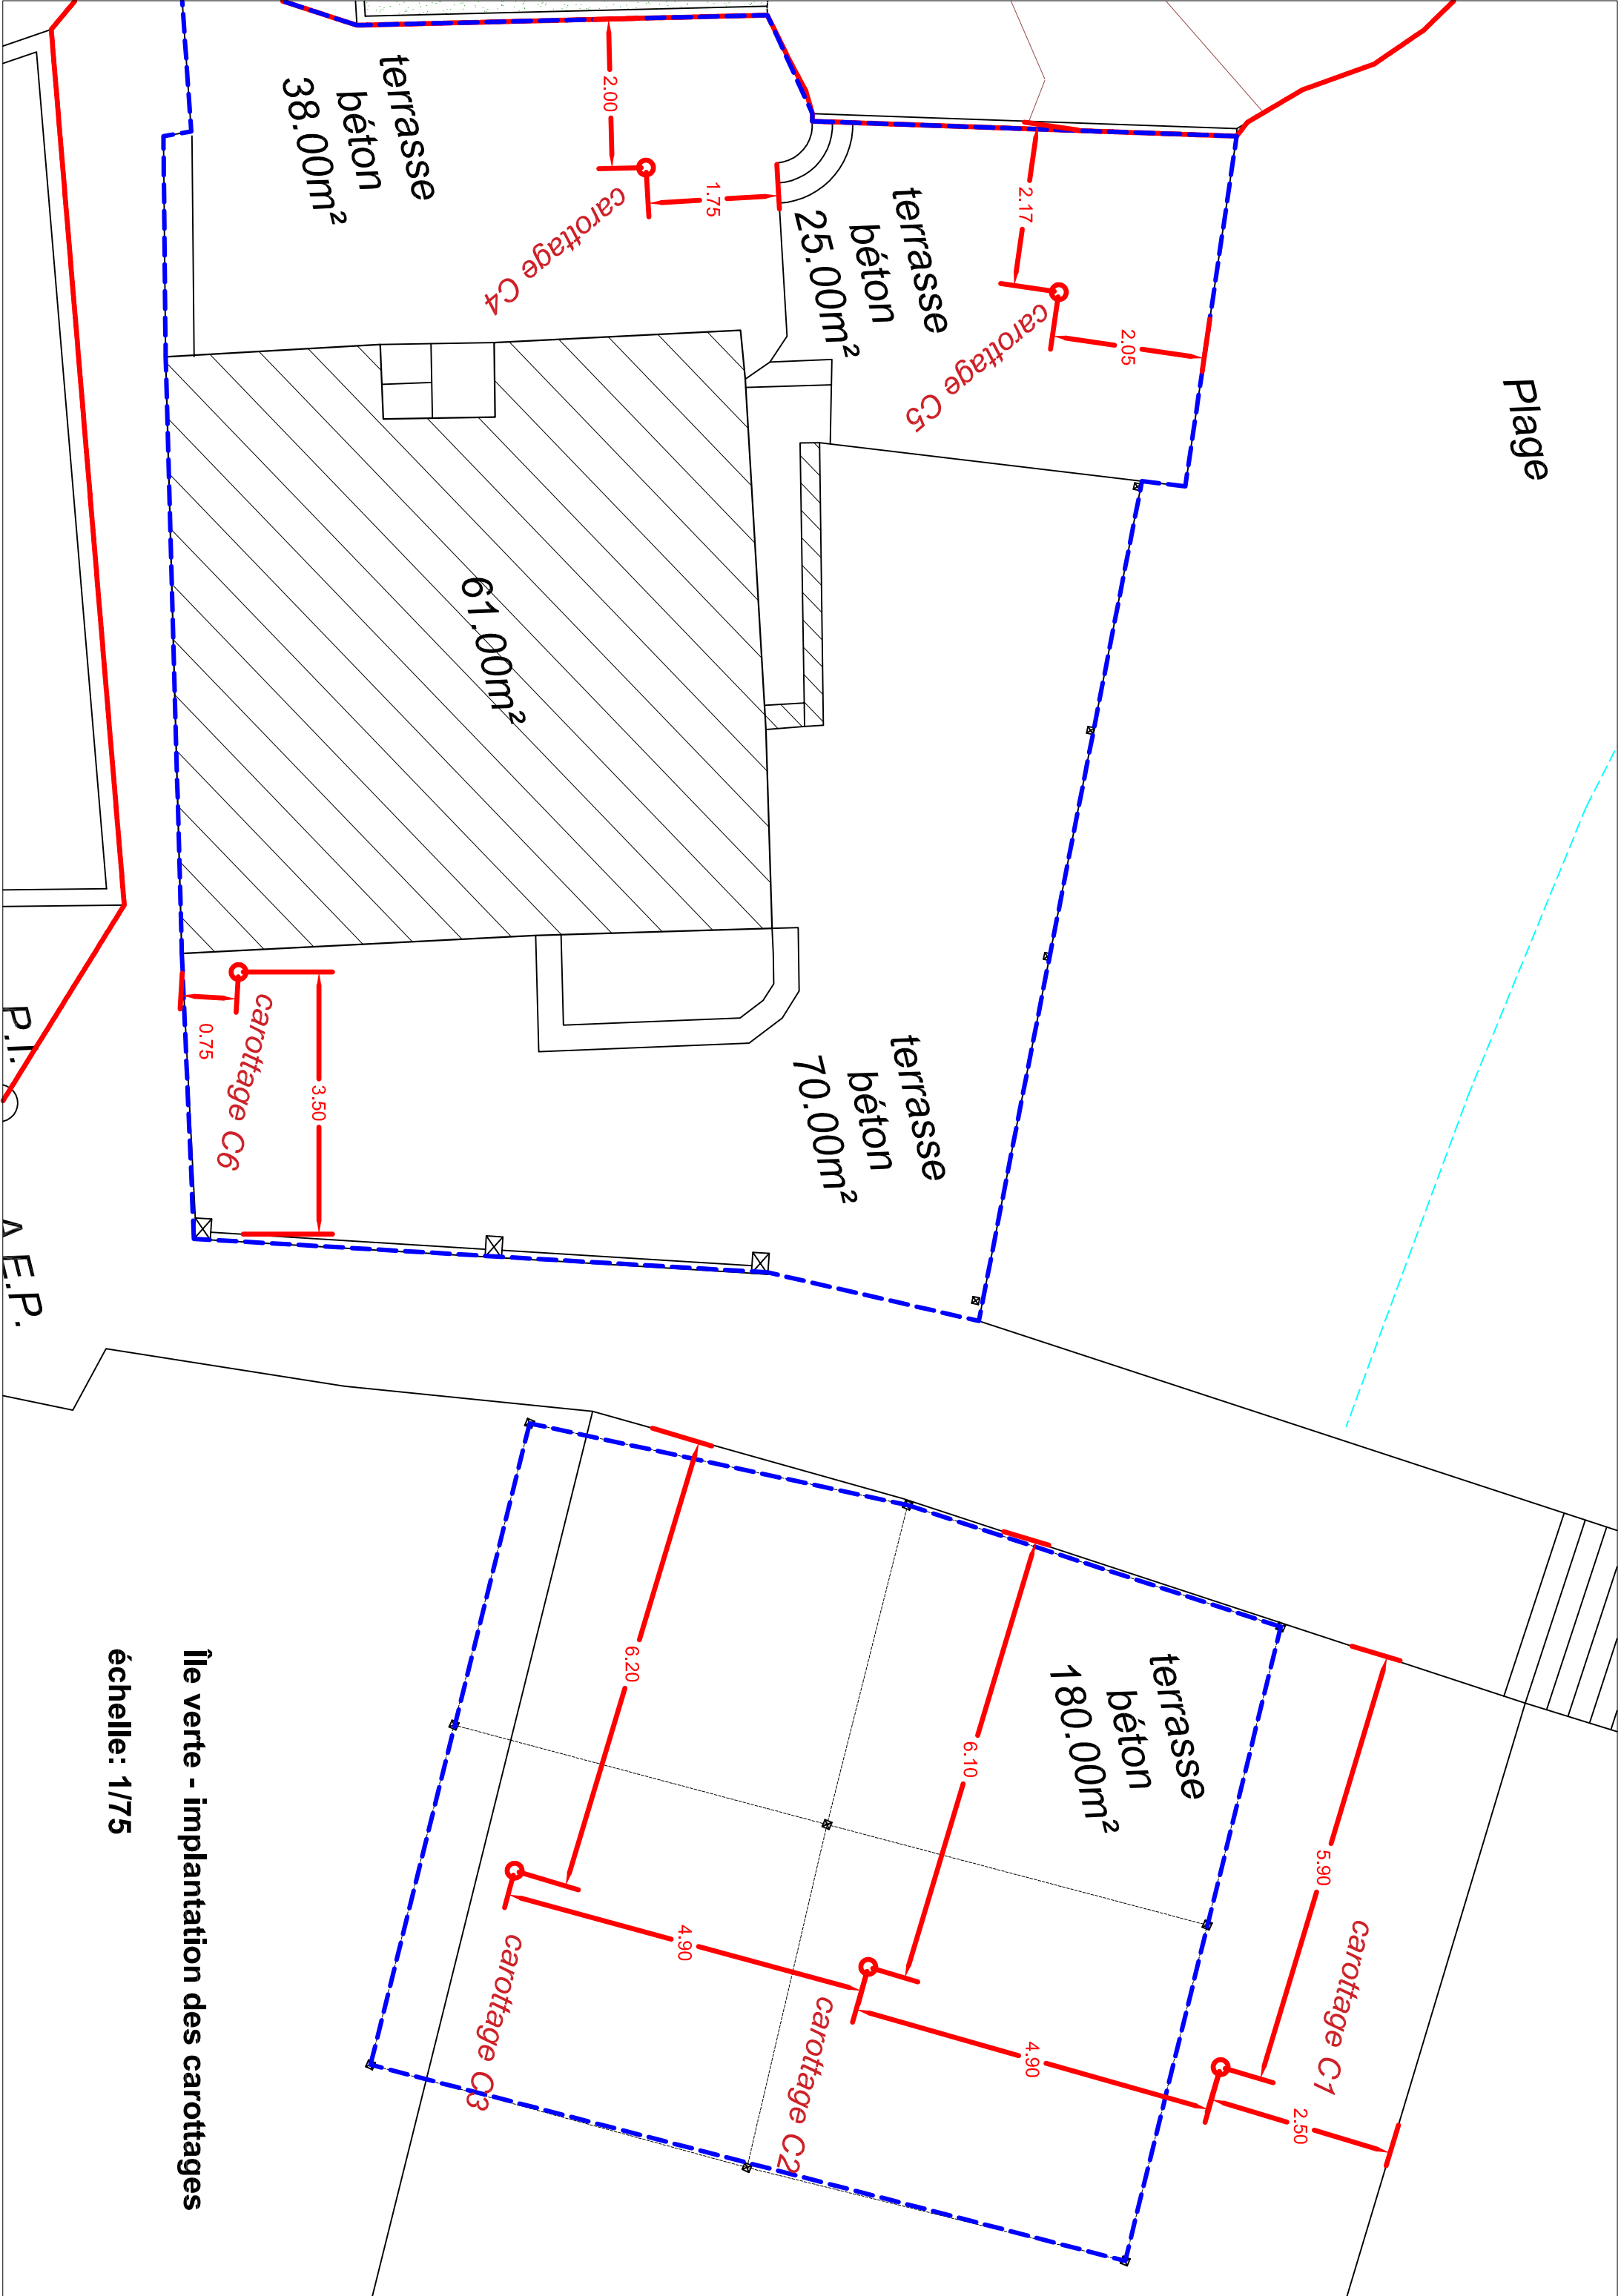 Plage
terrasse
béton
38.00m²
2.00
1.75
carottage C4
terrasse
béton
25.00m²
2.17
2.05
carottage C5
61.00m²
0.75
3.50
carottage C6
terrasse
béton
70.00m²
P.I.
A.E.P.
terrasse
béton
180.00m²
6.20
6.10
5.90
4.90
4.90
2.50
carottage C1
carottage C2
carottage C3
Île verte - implantation des carottages
échelle: 1/75